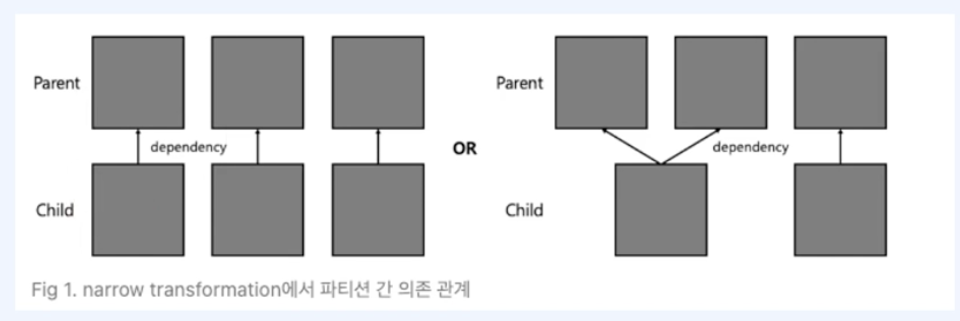 Parent
Parent
dependency
OR
dependency
Child
Child
Fig 1. narrow transformation에서 파티션 간 의존 관계